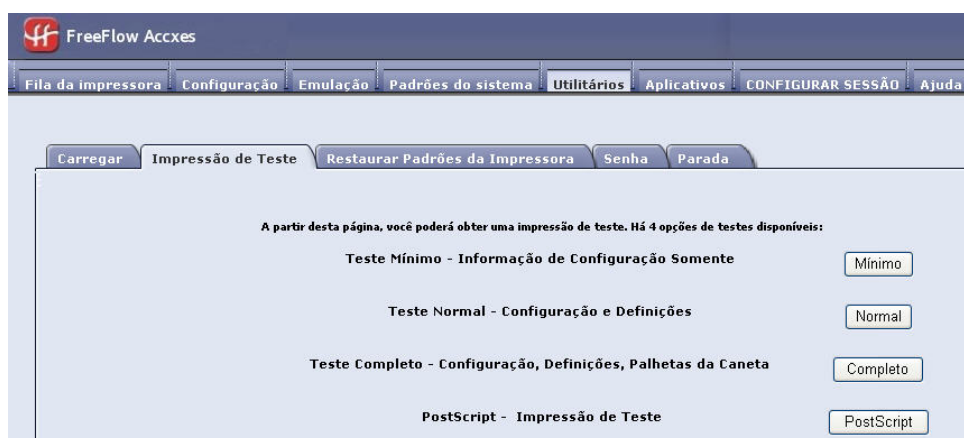 FreeFlow Accxes
Fila da impressora Configuração Emulação Padrões do sistema Utilitários Aplicativos CONFIGURAR SESSÃO Ajuda
Carregar Impressão de Teste Restaurar Padrões da Impressora Senha Parada
A partir desta página, você poderá obter uma impressão de teste. Há 4 opções de testes disponíveis:
Teste Mínimo - Informação de Configuração Somente Mínimo
Teste Normal - Configuração e Definições Normal
Teste Completo - Configuração, Definições, Palhetas da Caneta Completo
PostScript - Impressão de Teste PostScript